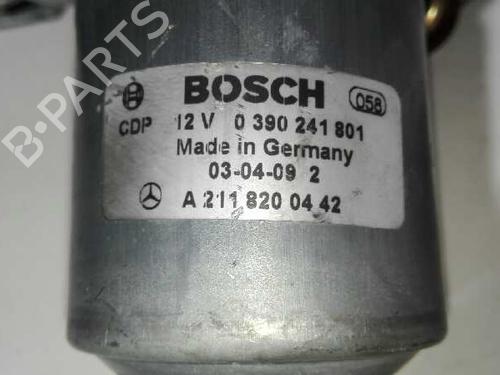 B-PARTS
BOSCH 058
CDP 12 V 0 390 241 801
Made in Germany
03-04-09 2
A 211 820 04 42